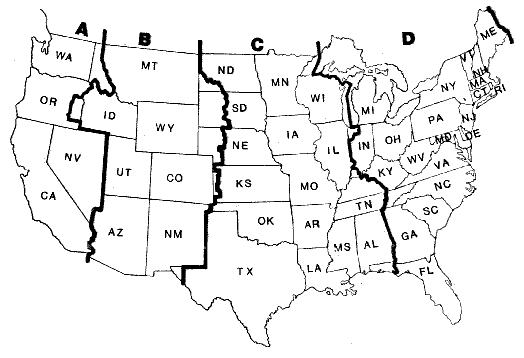 A B C D
WA MT ND MN ME
VT
OR ID SD WI MI NY NH
MA
CT RI
WY IA PA NJ
NV NE IL IN OH MD DE
UT CO KS MO KY WV VA
CA NC
AZ NM OK AR TN SC
TX LA MS AL GA
FL